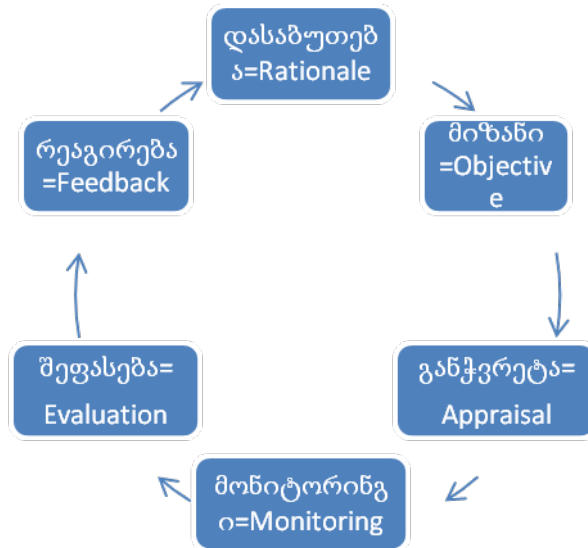 დასაბუთებ
ა=Rationale
მიზანი
=Objectiv
e
განჭვრეტა=
Appraisal
მონიტორინგ
ი=Monitoring
შეფასება=
Evaluation
რეაგირება
=Feedback